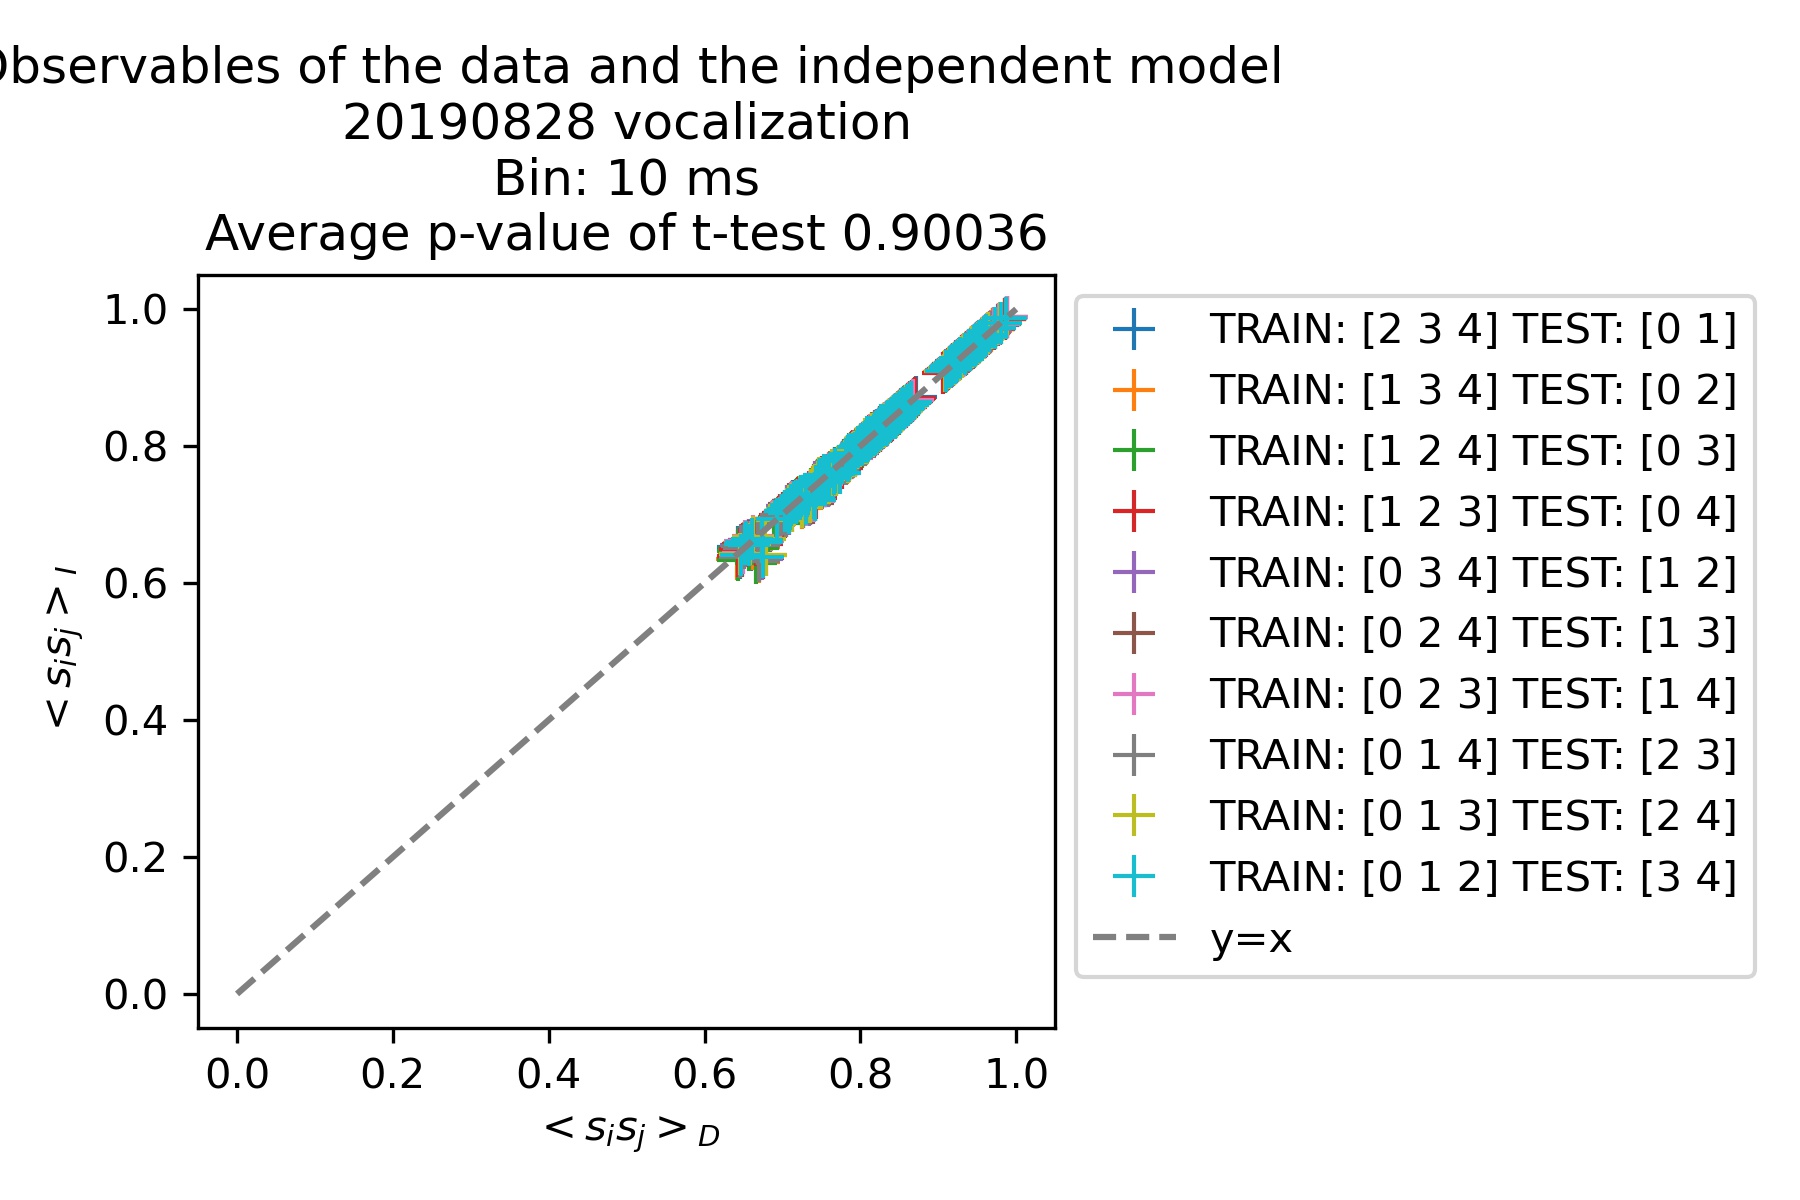 Observables of the data and the independent model
20190828 vocalization
Bin: 10 ms
Average p-value of t-test 0.90036
1.0
0.8
0.6
0.4
0.2
0.0
<s_i s_j>_I
0.0 0.2 0.4 0.6 0.8 1.0
<s_i s_j>_D
TRAIN: [2 3 4] TEST: [0 1]
TRAIN: [1 3 4] TEST: [0 2]
TRAIN: [1 2 4] TEST: [0 3]
TRAIN: [1 2 3] TEST: [0 4]
TRAIN: [0 3 4] TEST: [1 2]
TRAIN: [0 2 4] TEST: [1 3]
TRAIN: [0 2 3] TEST: [1 4]
TRAIN: [0 1 4] TEST: [2 3]
TRAIN: [0 1 3] TEST: [2 4]
TRAIN: [0 1 2] TEST: [3 4]
y=x